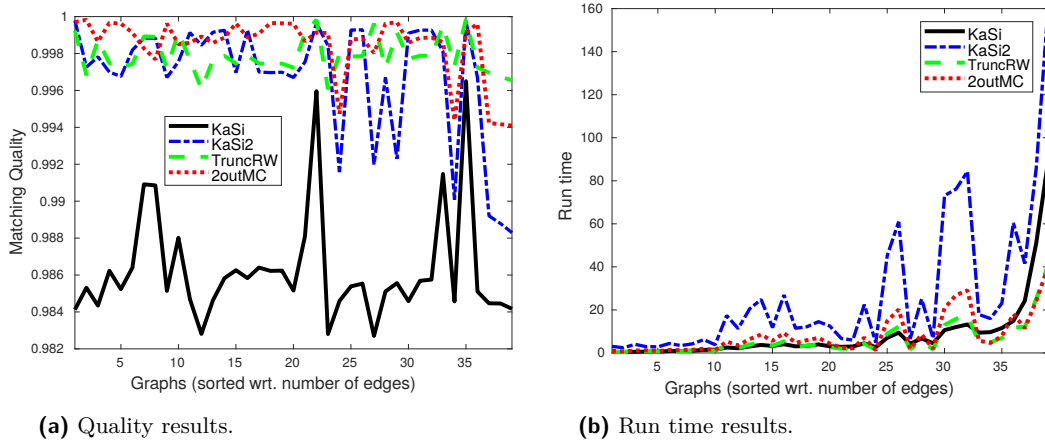 1
0.998
0.996
0.994
0.992
0.99
0.988
0.986
0.984
0.982
Matching Quality
KaSi
KaSi2
TruncRW
2outMC
5 10 15 20 25 30 35
Graphs (sorted wrt. number of edges)
(a) Quality results.
160
140
120
100
80
60
40
20
0
Run time
KaSi
KaSi2
TruncRW
2outMC
5 10 15 20 25 30 35
Graphs (sorted wrt. number of edges)
(b) Run time results.